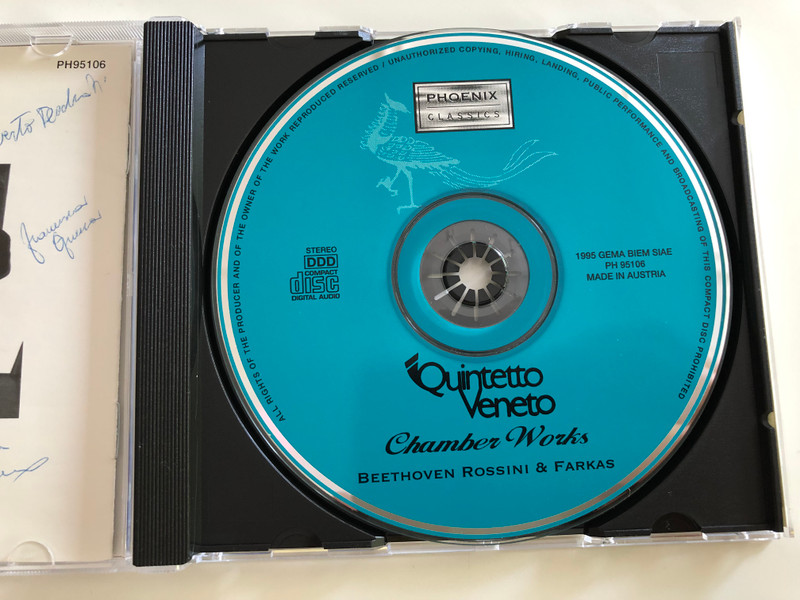 PH95106
PHOENIX
CLASSICS
ALL RIGHTS OF THE PRODUCER AND OF THE OWNER OF THE WORK REPRODUCED RESERVED / UNAUTHORIZED COPYING, HIRING, LANDING, PUBLIC PERFORMANCE AND BROADCASTING OF THIS COMPACT DISC PROHIBITED
STEREO
DDD
COMPACT
disc
DIGITAL AUDIO
1995 GEMA BIEM SIAE
PH 95106
MADE IN AUSTRIA
Quintetto
Veneto
Chamber Works
BEETHOVEN ROSSINI & FARKAS